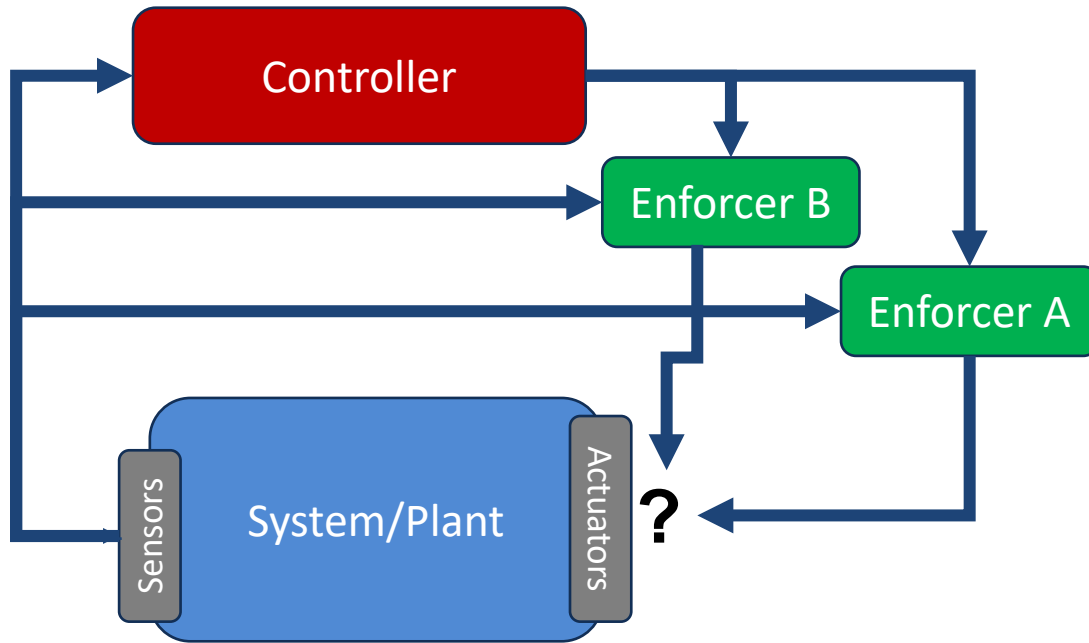 Controller
Enforcer B
Enforcer A
Sensors
System/Plant
Actuators
?